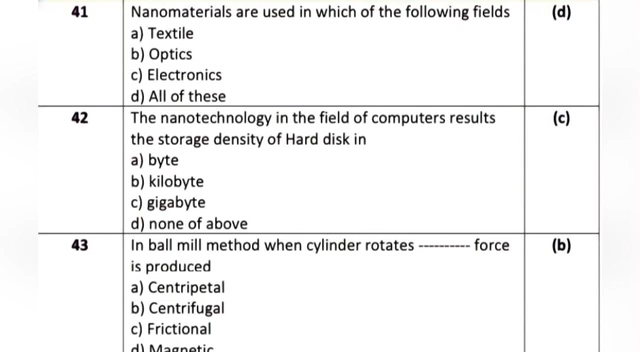 41 Nanomaterials are used in which of the following fields (d)
a) Textile
b) Optics
c) Electronics
d) All of these
42 The nanotechnology in the field of computers results (c)
the storage density of Hard disk in
a) byte
b) kilobyte
c) gigabyte
d) none of above
43 In ball mill method when cylinder rotates ---------- force (b)
is produced
a) Centripetal
b) Centrifugal
c) Frictional
d) Magnetic